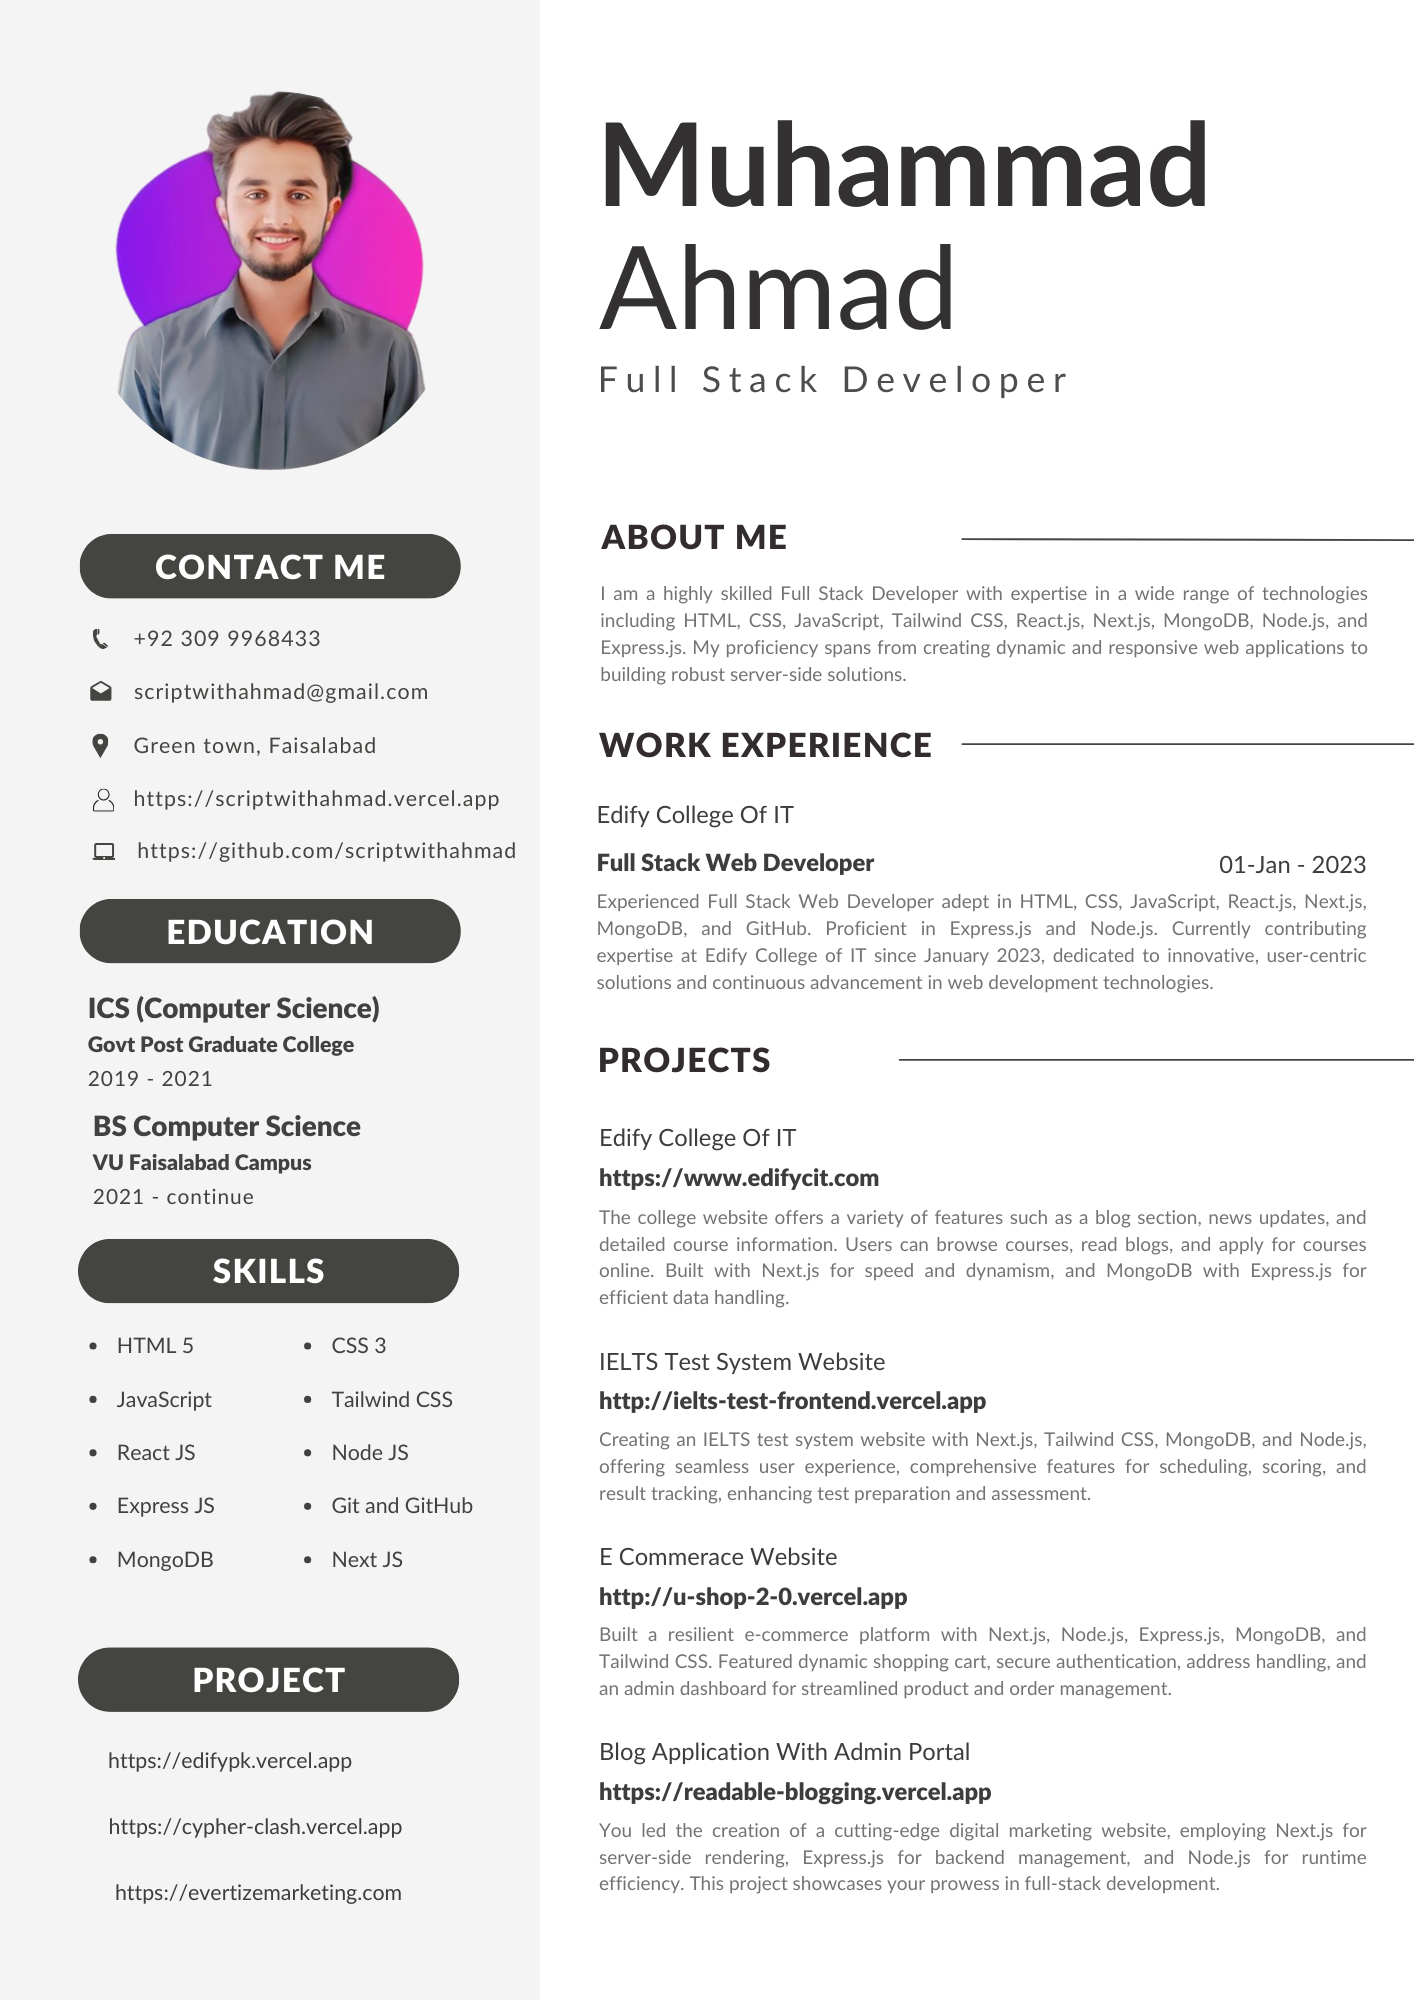 Muhammad
Ahmad
Full Stack Developer
CONTACT ME
+92 309 9968433
scriptwithahmad@gmail.com
Green town, Faisalabad
https://scriptwithahmad.vercel.app
https://github.com/scriptwithahmad
EDUCATION
ICS (Computer Science)
Govt Post Graduate College
2019 - 2021
BS Computer Science
VU Faisalabad Campus
2021 - continue
SKILLS
• HTML 5
• CSS 3
• JavaScript
• Tailwind CSS
• React JS
• Node JS
• Express JS
• Git and GitHub
• MongoDB
• Next JS
PROJECT
https://edifypk.vercel.app
https://cypher-clash.vercel.app
https://evertizemarketing.com
ABOUT ME
I am a highly skilled Full Stack Developer with expertise in a wide range of technologies
including HTML, CSS, JavaScript, Tailwind CSS, React.js, Next.js, MongoDB, Node.js, and
Express.js. My proficiency spans from creating dynamic and responsive web applications to
building robust server-side solutions.
WORK EXPERIENCE
Edify College Of IT
Full Stack Web Developer 01-Jan - 2023
Experienced Full Stack Web Developer adept in HTML, CSS, JavaScript, React.js, Next.js,
MongoDB, and GitHub. Proficient in Express.js and Node.js. Currently contributing
expertise at Edify College of IT since January 2023, dedicated to innovative, user-centric
solutions and continuous advancement in web development technologies.
PROJECTS
Edify College Of IT
https://www.edifycit.com
The college website offers a variety of features such as a blog section, news updates, and
detailed course information. Users can browse courses, read blogs, and apply for courses
online. Built with Next.js for speed and dynamism, and MongoDB with Express.js for
efficient data handling.
IELTS Test System Website
http://ielts-test-frontend.vercel.app
Creating an IELTS test system website with Next.js, Tailwind CSS, MongoDB, and Node.js,
offering seamless user experience, comprehensive features for scheduling, scoring, and
result tracking, enhancing test preparation and assessment.
E Commerace Website
http://u-shop-2-0.vercel.app
Built a resilient e-commerce platform with Next.js, Node.js, Express.js, MongoDB, and
Tailwind CSS. Featured dynamic shopping cart, secure authentication, address handling, and
an admin dashboard for streamlined product and order management.
Blog Application With Admin Portal
https://readable-blogging.vercel.app
You led the creation of a cutting-edge digital marketing website, employing Next.js for
server-side rendering, Express.js for backend management, and Node.js for runtime
efficiency. This project showcases your prowess in full-stack development.